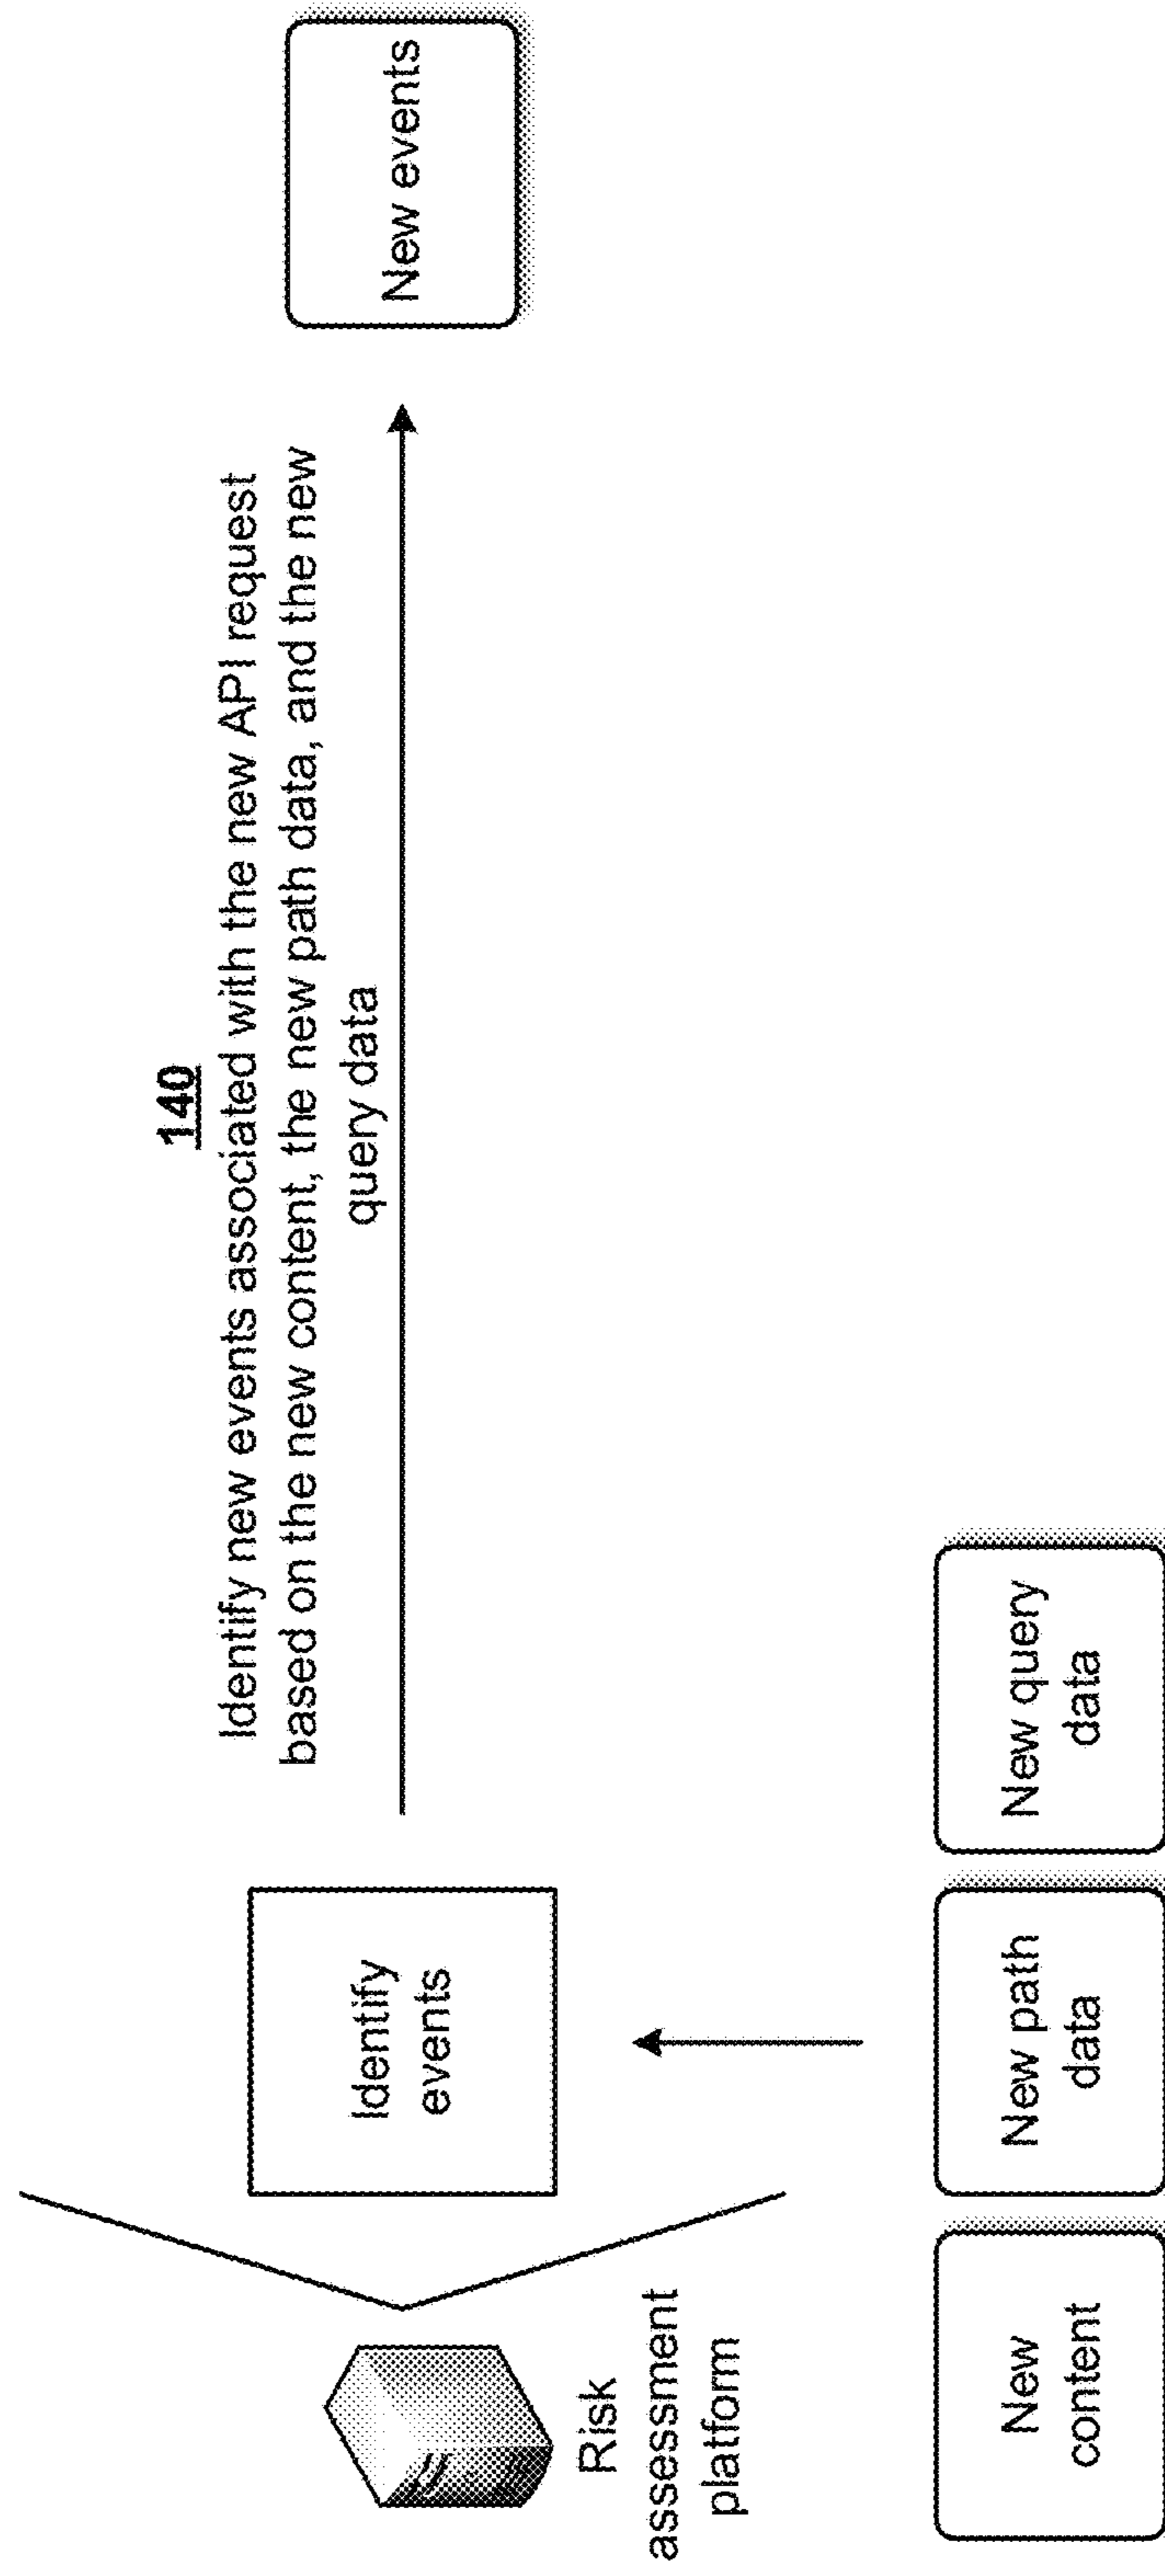 140
Identify new events associated with the new API request
based on the new content, the new path data, and the new
query data
New events
Identify
events
Risk
assessment
platform
New
content
New path
data
New query
data